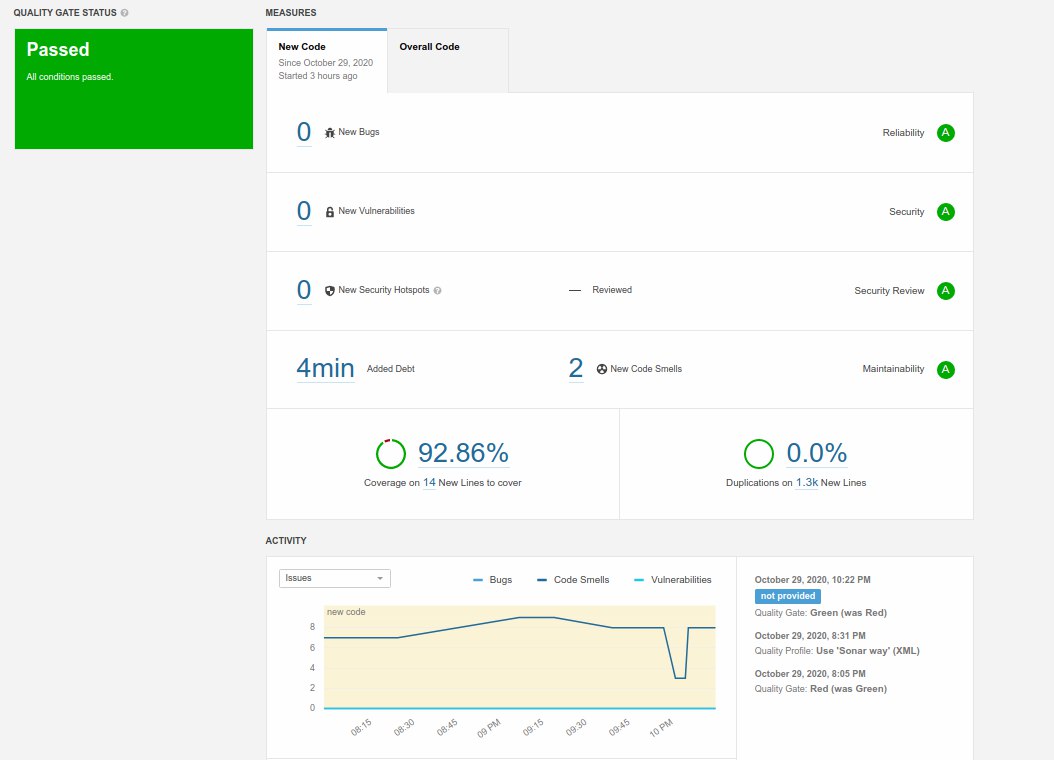 QUALITY GATE STATUS
MEASURES
Passed
All conditions passed.
New Code
Since October 29, 2020
Started 3 hours ago
Overall Code
0 New Bugs Reliability A
0 New Vulnerabilities Security A
0 New Security Hotspots — Reviewed Security Review A
4min Added Debt 2 New Code Smells Maintainability A
92.86%
Coverage on 14 New Lines to cover
0.0%
Duplications on 1.3k New Lines
ACTIVITY
Issues
Bugs Code Smells Vulnerabilities
new code
8
6
4
2
0
08:15 08:30 08:45 09 PM 09:15 09:30 09:45 10 PM
October 29, 2020, 10:22 PM
not provided
Quality Gate: Green (was Red)
October 29, 2020, 8:31 PM
Quality Profile: Use 'Sonar way' (XML)
October 29, 2020, 8:05 PM
Quality Gate: Red (was Green)